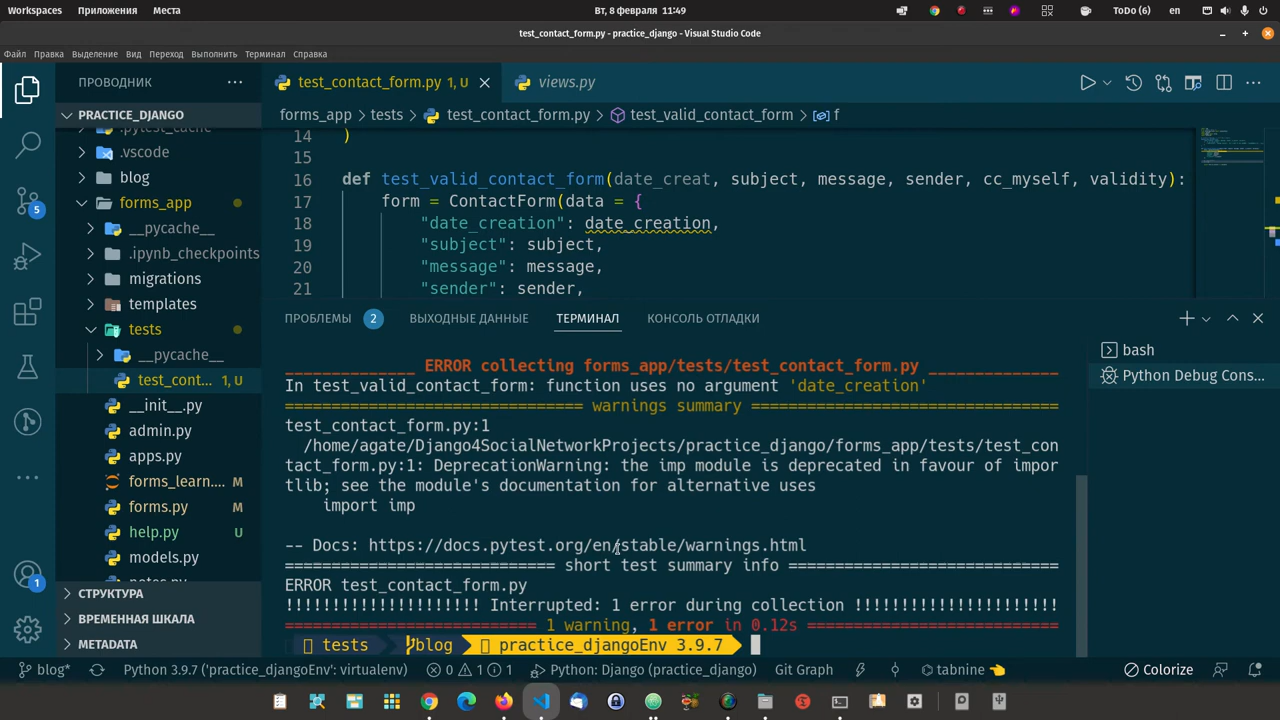 Workspaces
Приложения
Места
Вт, 8 февраля
11:49
ToDo (6)
en
test_contact_form.py - practice_django - Visual Studio Code
Файл Правка Выделение Вид Переход Выполнить Терминал Справка
ПРОВОДНИК
test_contact_form.py 1, U
views.py
PRACTICE_DJANGO
forms_app > tests > test_contact_form.py > test_valid_contact_form > f
.pytest_cache
.vscode
blog
forms_app
__pycache__
.ipynb_checkpoints
migrations
templates
tests
__pycache__
test_cont... 1, U
__init__.py
admin.py
apps.py
forms_learn.... M
forms.py M
help.py U
models.py
notes.py
СТРУКТУРА
ВРЕМЕННАЯ ШКАЛА
METADATA
5
1
14 )
15
16 def test_valid_contact_form(date_creat, subject, message, sender, cc_myself, validity):
17 form = ContactForm(data = {
18 "date_creation": date_creation,
19 "subject": subject,
20 "message": message,
21 "sender": sender,
ПРОБЛЕМЫ 2 ВЫХОДНЫЕ ДАННЫЕ ТЕРМИНАЛ КОНСОЛЬ ОТЛАДКИ
bash
Python Debug Cons...
______________ ERROR collecting forms_app/tests/test_contact_form.py ______________
In test_valid_contact_form: function uses no argument 'date_creation'
================================= warnings summary ==================================
test_contact_form.py:1
/home/agate/Django4SocialNetworkProjects/practice_django/forms_app/tests/test_con
tact_form.py:1: DeprecationWarning: the imp module is deprecated in favour of impor
tlib; see the module's documentation for alternative uses
import imp
-- Docs: https://docs.pytest.org/en/stable/warnings.html
============================== short test summary info ==============================
ERROR test_contact_form.py
!!!!!!!!!!!!!!!!!!!!! Interrupted: 1 error during collection !!!!!!!!!!!!!!!!!!!!!!!
============================ 1 warning, 1 error in 0.12s ============================
tests blog practice_djangoEnv 3.9.7
blog* Python 3.9.7 ('practice_djangoEnv': virtualenv) 0 1 1 Python: Django (practice_django) Git Graph tabnine Colorize